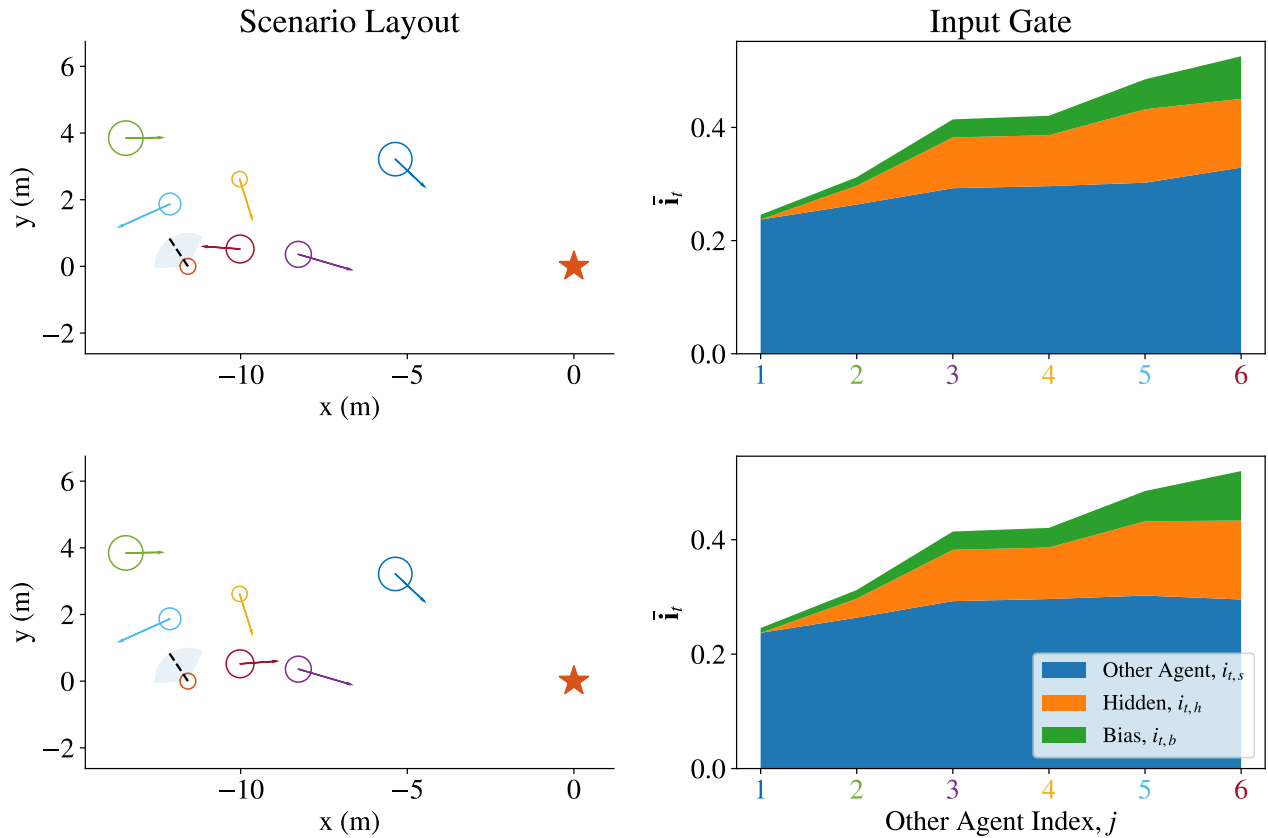 Scenario Layout
Input Gate
6
4
2
0
−2
y (m)
−10
−5
0
x (m)
0.4
0.2
0.0
i̅_t
1
2
3
4
5
6
6
4
2
0
−2
y (m)
−10
−5
0
x (m)
0.4
0.2
0.0
i̅_t
Other Agent, i_{t,s}
Hidden, i_{t,h}
Bias, i_{t,b}
1
2
3
4
5
6
Other Agent Index, j